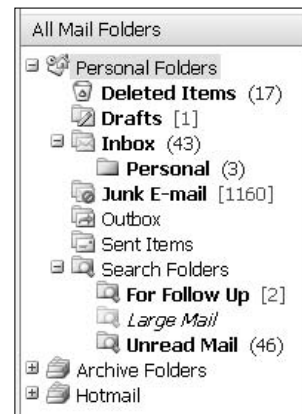 All Mail Folders
Personal Folders
Deleted Items (17)
Drafts [1]
Inbox (43)
Personal (3)
Junk E-mail [1160]
Outbox
Sent Items
Search Folders
For Follow Up [2]
Large Mail
Unread Mail (46)
Archive Folders
Hotmail